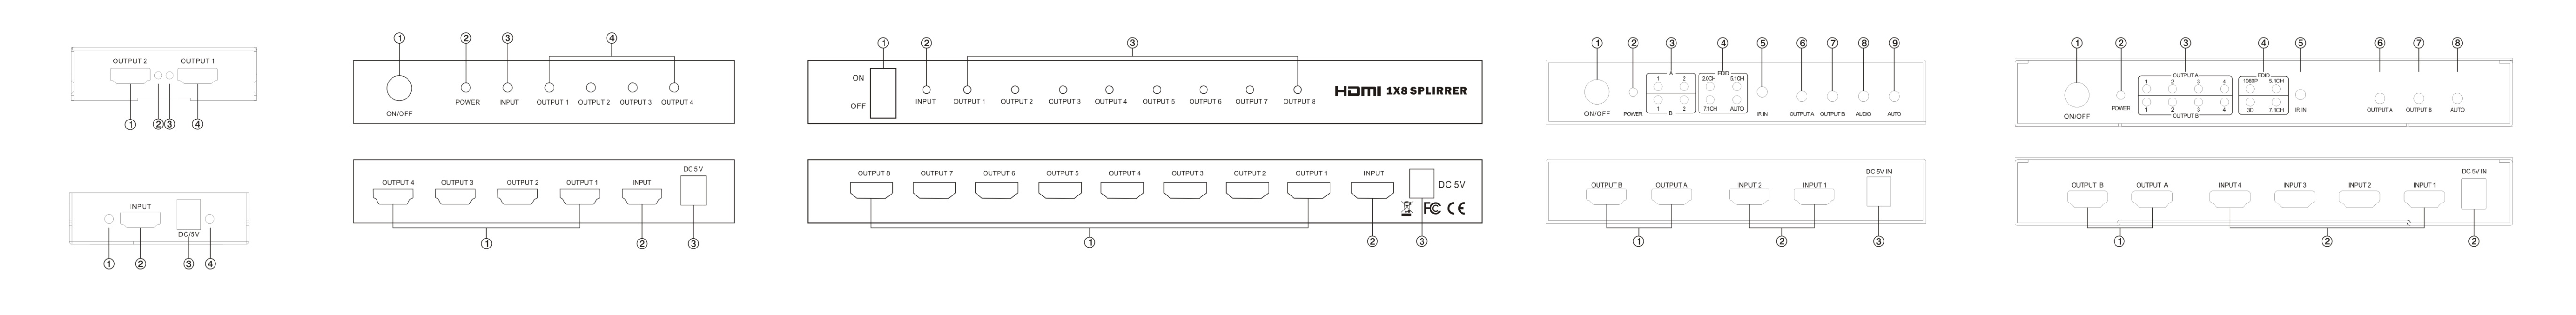 OUTPUT 2 OUTPUT 1
① ② ③ ④
INPUT
DC/5V
① ② ③ ④
① ② ③ ④
POWER INPUT OUTPUT 1 OUTPUT 2 OUTPUT 3 OUTPUT 4
ON/OFF
OUTPUT 4 OUTPUT 3 OUTPUT 2 OUTPUT 1 INPUT DC 5 V
① ② ③
① ② ③
ON
OFF
INPUT OUTPUT 1 OUTPUT 2 OUTPUT 3 OUTPUT 4 OUTPUT 5 OUTPUT 6 OUTPUT 7 OUTPUT 8
HDMI 1X8 SPLIRRER
OUTPUT 8 OUTPUT 7 OUTPUT 6 OUTPUT 5 OUTPUT 4 OUTPUT 3 OUTPUT 2 OUTPUT 1 INPUT
DC 5V
FC CE
① ② ③
① ② ③ ④ ⑤ ⑥ ⑦ ⑧ ⑨
A EDID
1 2 2.0CH 5.1CH
1 2 7.1CH AUTO
B
ON/OFF POWER IR IN OUTPUT A OUTPUT B AUDIO AUTO
OUTPUT B OUTPUT A INPUT 2 INPUT 1 DC 5V IN
① ② ③
① ② ③ ④ ⑤ ⑥ ⑦ ⑧
OUTPUT A EDID
1 2 3 4 1080P 5.1CH
1 2 3 4 3D 7.1CH
OUTPUT B
ON/OFF POWER IR IN OUTPUT A OUTPUT B AUTO
OUTPUT B OUTPUT A INPUT 4 INPUT 3 INPUT 2 INPUT 1 DC 5V IN
① ② ②